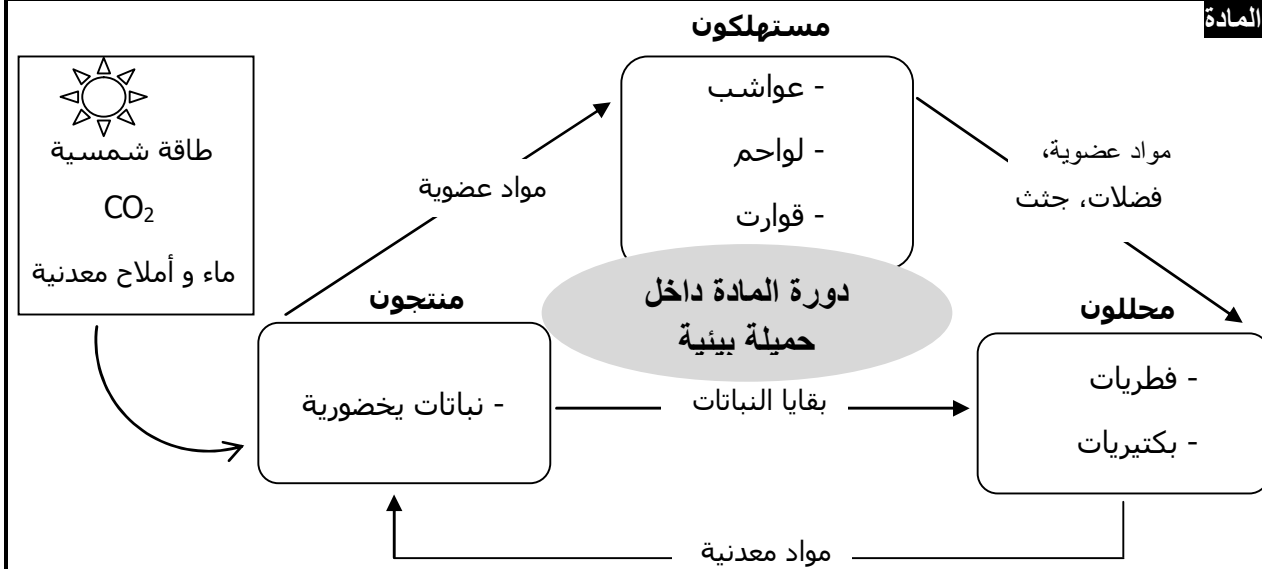 المادة
مستهلكون
- عواشب
- لواحم
- قوارت
طاقة شمسية
CO₂
ماء و أملاح معدنية
مواد عضوية
مواد عضوية،
فضلات، جثث
دورة المادة داخل
حميلة بيئية
منتجون
- نباتات يخضورية
بقايا النباتات
محللون
- فطريات
- بكتيريات
مواد معدنية